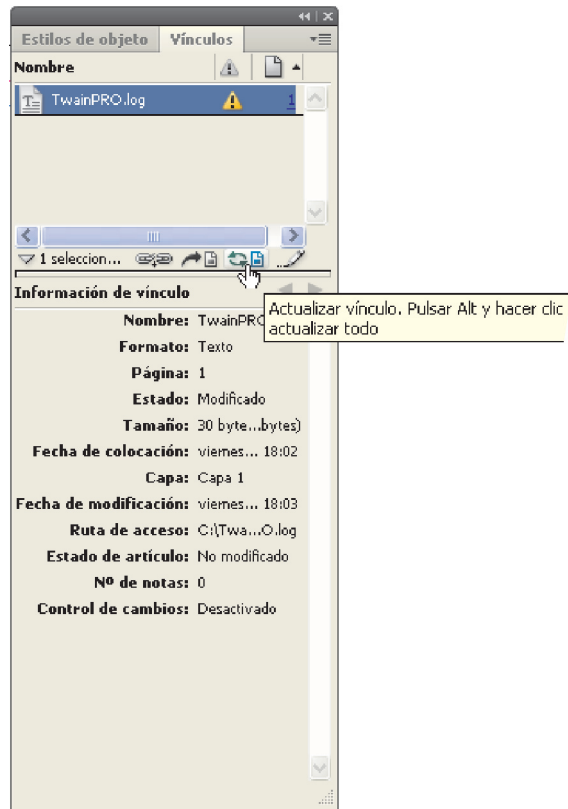 Estilos de objeto Vínculos
Nombre
TwainPRO.log 1
1 seleccion...
Información de vínculo
Actualizar vínculo. Pulsar Alt y hacer clic
actualizar todo
Nombre: TwainPRO
Formato: Texto
Página: 1
Estado: Modificado
Tamaño: 30 byte...bytes)
Fecha de colocación: viernes... 18:02
Capa: Capa 1
Fecha de modificación: viernes... 18:03
Ruta de acceso: C:\Twa...O.log
Estado de artículo: No modificado
Nº de notas: 0
Control de cambios: Desactivado